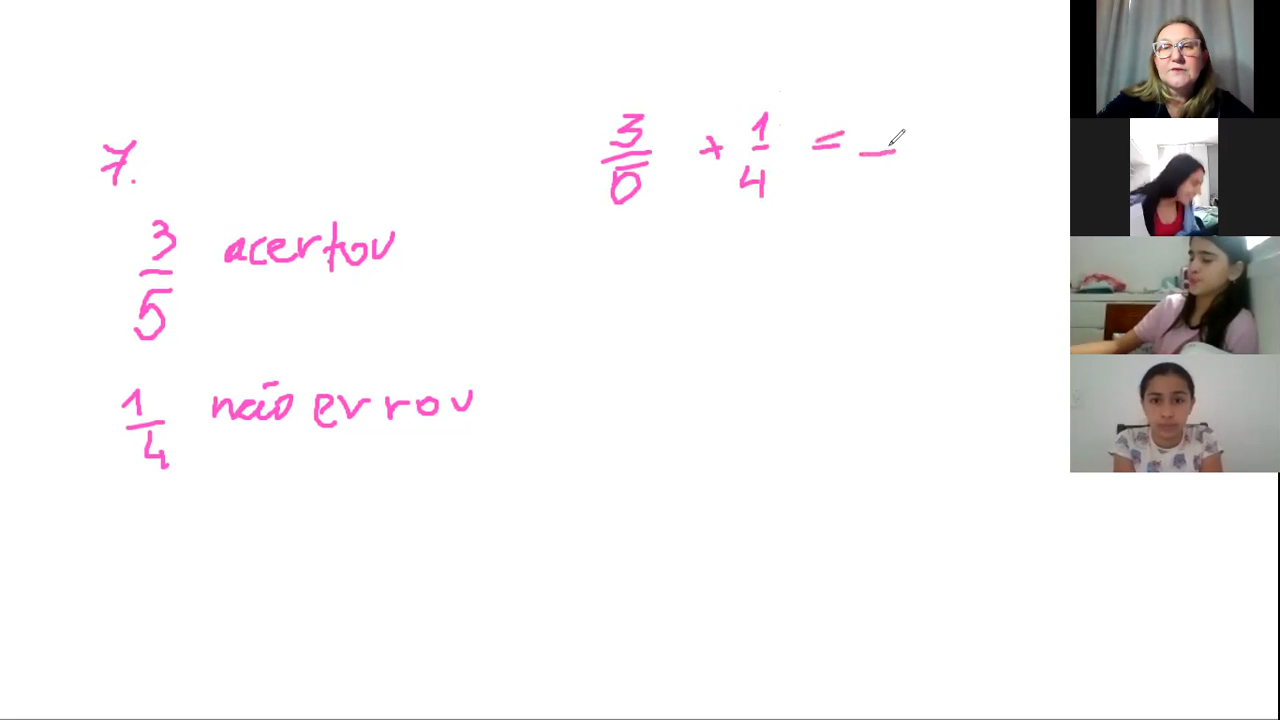 7.
3/5 acertou
1/4 não errou
3/5 + 1/4 = —